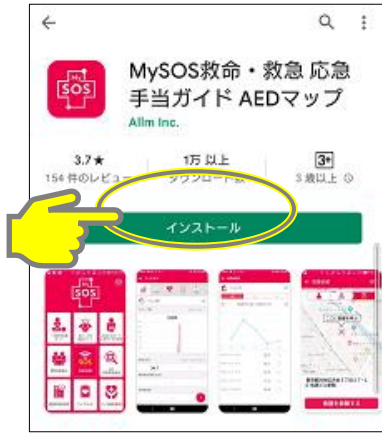 My
SOS
MySOS救命・救急 応急
手当ガイド AEDマップ
Allm Inc.
3.7★
154 件のレビュー
1万 以上
ダウンロード数
3+
3 歳以上
インストール
SOS